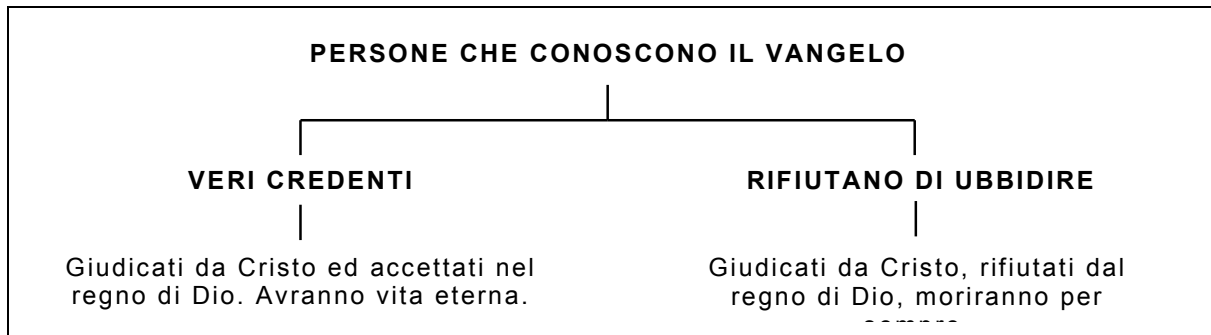 PERSONE CHE CONOSCONO IL VANGELO
VERI CREDENTI
RIFIUTANO DI UBBIDIRE
Giudicati da Cristo ed accettati nel
regno di Dio. Avranno vita eterna.
Giudicati da Cristo, rifiutati dal
regno di Dio, moriranno per